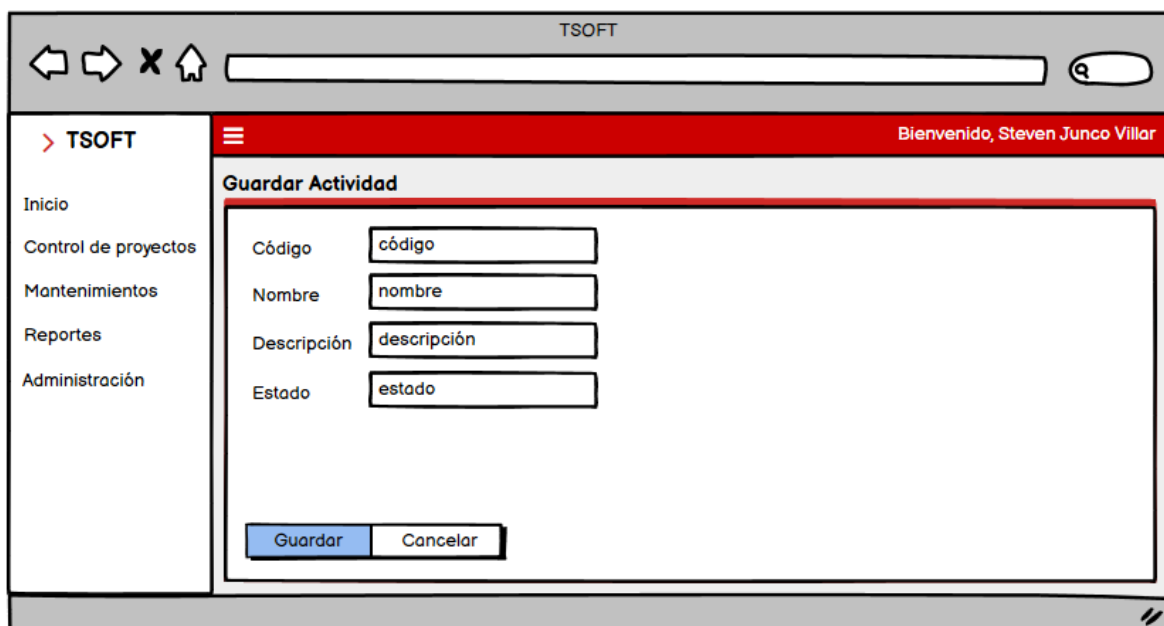 TSOFT
TSOFT
Bienvenido, Steven Junco Villar
Inicio
Control de proyectos
Mantenimientos
Reportes
Administración
Guardar Actividad
Código
código
Nombre
nombre
Descripción
descripción
Estado
estado
Guardar
Cancelar